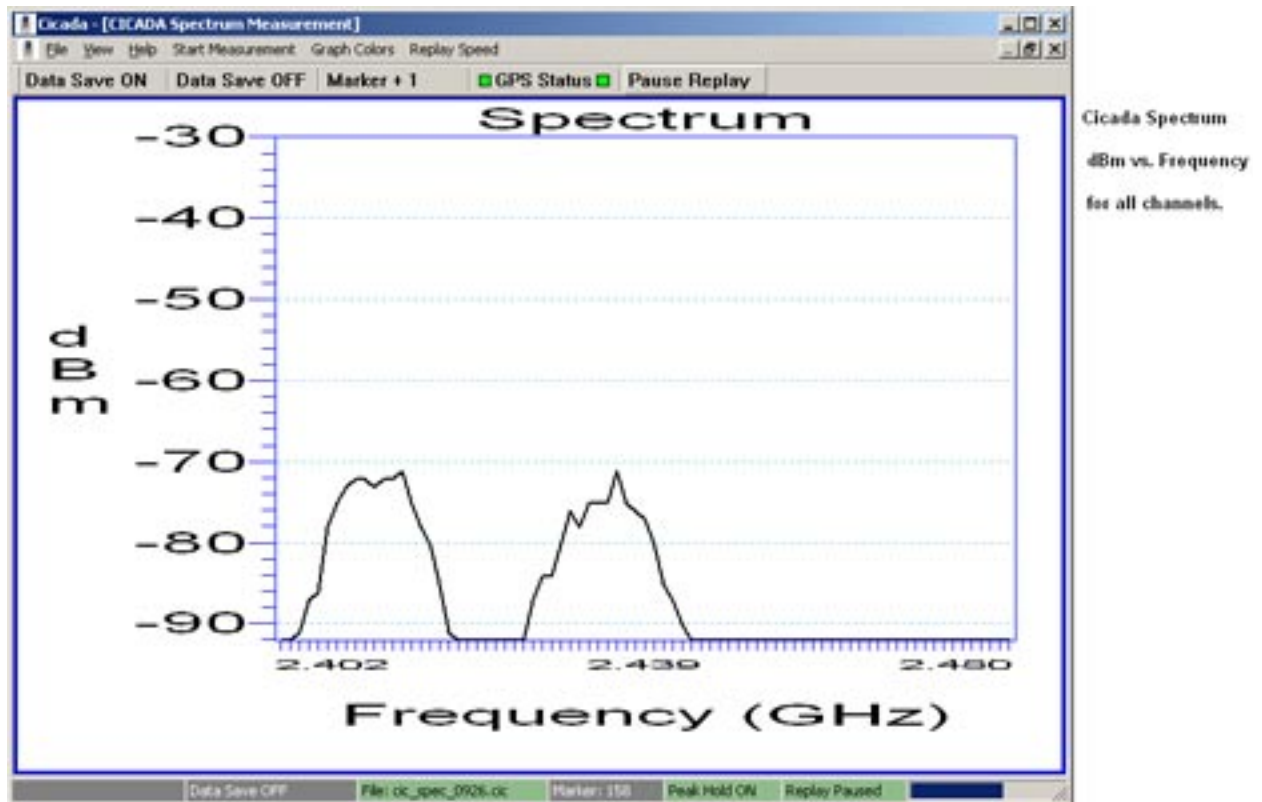 Cicada - [CICADA Spectrum Measurement]
File View Help Start Measurement Graph Colors Replay Speed
Data Save ON Data Save OFF Marker + 1 GPS Status Pause Replay
Spectrum
-30
-40
-50
-60
-70
-80
-90
dBm
2.402 2.439 2.480
Frequency (GHz)
Data Save OFF File: cic_spec_0926.cic Marker: 158 Peak Hold ON Replay Paused
Cicada Spectrum
dBm vs. Frequency
for all channels.